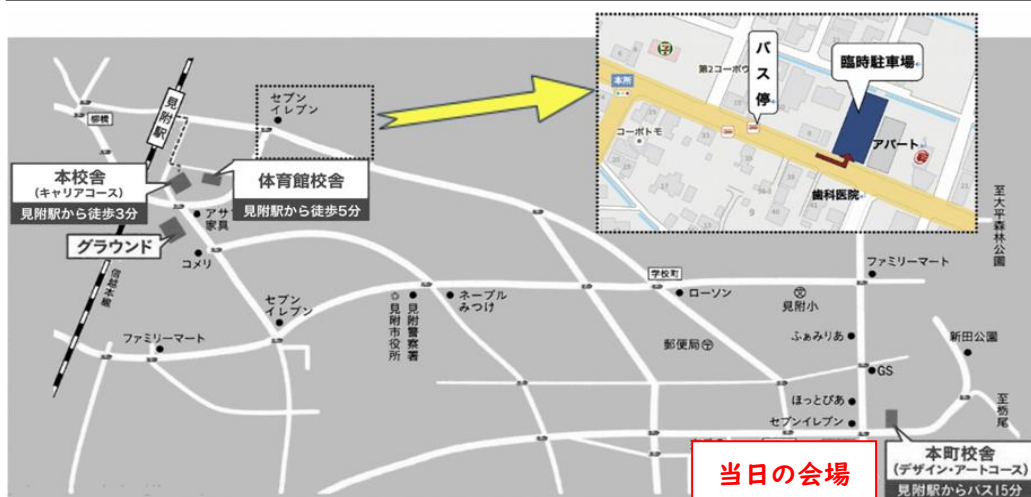 セブン
イレブン
見附駅
柳橋
本校舎
(キャリアコース)
見附駅から徒歩3分
体育館校舎
見附駅から徒歩5分
グラウンド
アサヒ
家具
コメリ
信越本線
セブン
イレブン
ファミリーマート
見附市役所
見附警察署
ネーブル
みつけ
学校町
ローソン
見附小
ファミリーマート
郵便局
ふぁみりあ
新田公園
GS
ほっとぴあ
セブンイレブン
至栃尾
至大平森林公園
本町校舎
(デザイン・アートコース)
見附駅からバス15分
当日の会場
バス停
臨時駐車場
本所
コーポトモ
アパート
歯科医院
9